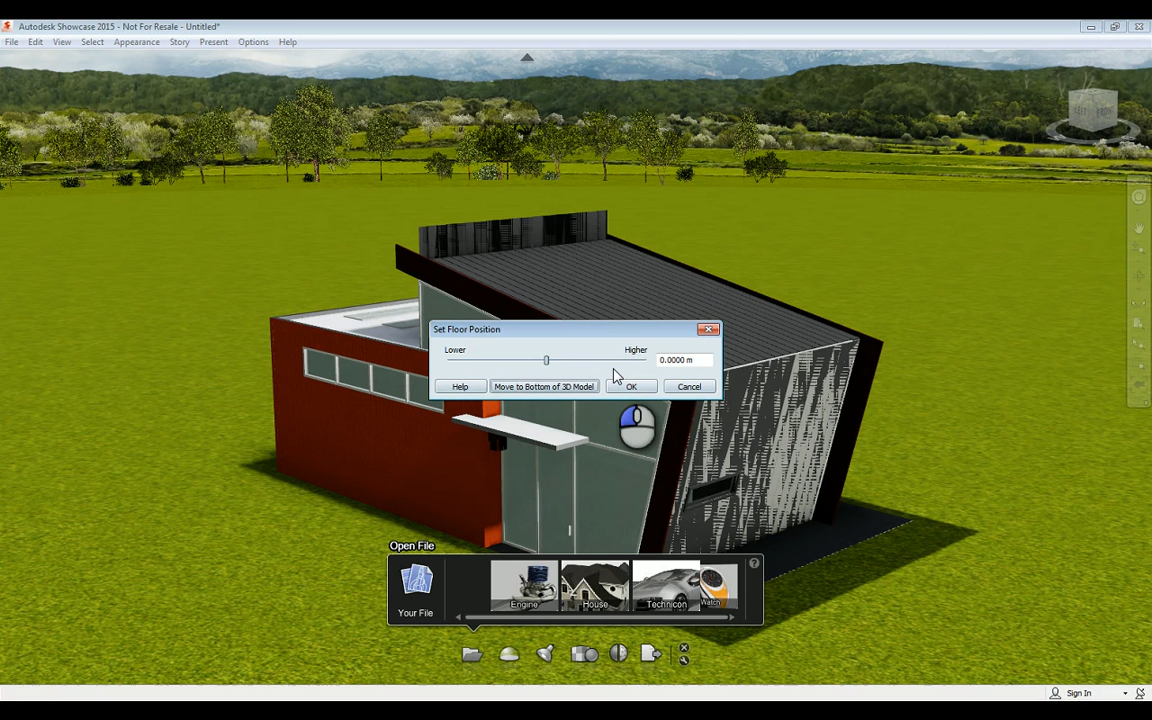 Autodesk Showcase 2015 - Not For Resale - Untitled*
File Edit View Select Appearance Story Present Options Help
Set Floor Position
Lower Higher
0.0000 m
Help Move to Bottom of 3D Model OK Cancel
Open File
Your File Engine House Technicon Watch
Sign In